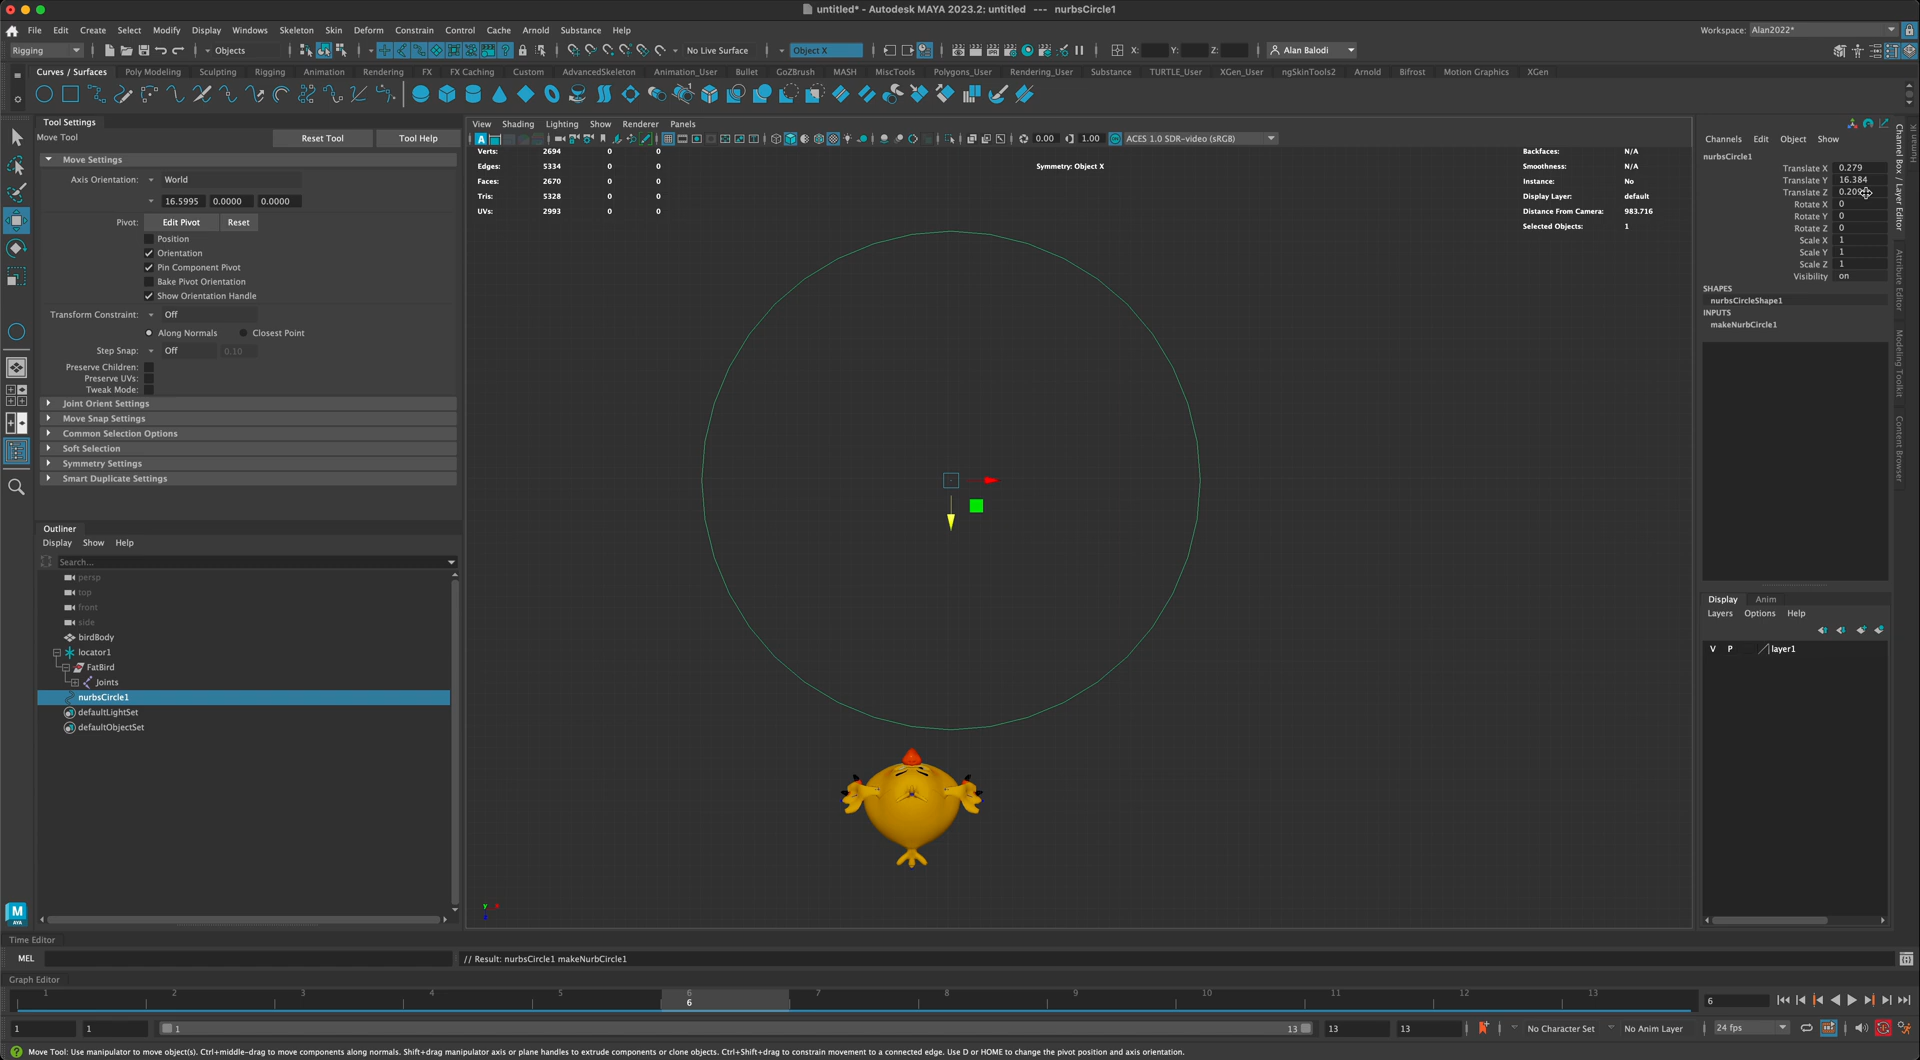 untitled* - Autodesk MAYA 2023.2: untitled --- nurbsCircle1
File Edit Create Select Modify Display Windows Skeleton Skin Deform Constrain Control Cache Arnold Substance Help
Workspace: Alan2022*
Rigging Objects No Live Surface Object X X: Y: Z: Alan Balodi
Curves / Surfaces Poly Modeling Sculpting Rigging Animation Rendering FX FX Caching Custom AdvancedSkeleton Animation_User Bullet GoZBrush MASH MiscTools Polygons_User Rendering_User Substance TURTLE_User XGen_User ngSkinTools2 Arnold Bifrost Motion Graphics XGen
Tool Settings
Move Tool Reset Tool Tool Help
Move Settings
Axis Orientation: World
16.5995 0.0000 0.0000
Pivot: Edit Pivot Reset
Position
Orientation
Pin Component Pivot
Bake Pivot Orientation
Show Orientation Handle
Transform Constraint: Off
Along Normals Closest Point
Step Snap: Off 0.10
Preserve Children:
Preserve UVs:
Tweak Mode:
Joint Orient Settings
Move Snap Settings
Common Selection Options
Soft Selection
Symmetry Settings
Smart Duplicate Settings
Outliner
Display Show Help
Search...
persp
top
front
side
birdBody
locator1
FatBird
Joints
nurbsCircle1
defaultLightSet
defaultObjectSet
View Shading Lighting Show Renderer Panels
0.00 1.00 ACES 1.0 SDR-video (sRGB)
Verts: 2694 0 0
Edges: 5334 0 0
Faces: 2670 0 0
Tris: 5328 0 0
UVs: 2993 0 0
Symmetry: Object X
Backfaces: N/A
Smoothness: N/A
Instance: No
Display Layer: default
Distance From Camera: 983.716
Selected Objects: 1
y x
Channels Edit Object Show
nurbsCircle1
Translate X 0.279
Translate Y 16.384
Translate Z
Rotate X 0
Rotate Y 0
Rotate Z 0
Scale X 1
Scale Y 1
Scale Z 1
Visibility on
SHAPES
nurbsCircleShape1
INPUTS
makeNurbCircle1
Channel Box / Layer Editor
Attribute Editor
Modeling Toolkit
Content Browser
Human IK
Display Anim
Layers Options Help
V P layer1
M
AYA
Time Editor
MEL // Result: nurbsCircle1 makeNurbCircle1
Graph Editor
1 2 3 4 5 6 7 8 9 10 11 12 13
6 6
1 1 1 13 13 13 No Character Set No Anim Layer 24 fps
Move Tool: Use manipulator to move object(s). Ctrl+middle-drag to move components along normals. Shift+drag manipulator axis or plane handles to extrude components or clone objects. Ctrl+Shift+drag to constrain movement to a connected edge. Use D or HOME to change the pivot position and axis orientation.